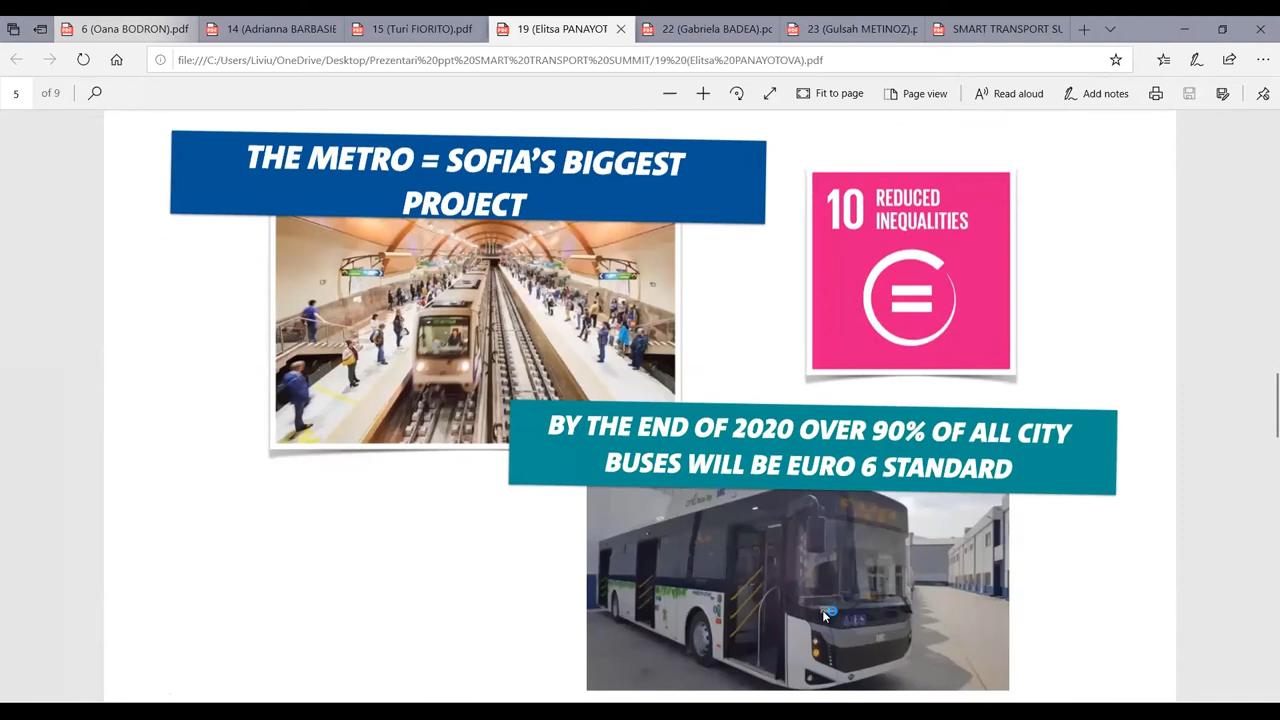 6 (Oana BODRON).pdf
14 (Adrianna BARBASIE
15 (Turi FIORITO).pdf
19 (Elitsa PANAYOT
22 (Gabriela BADEA).pc
23 (Gulsah METINOZ).p
SMART TRANSPORT SU
file:///C:/Users/Liviu/OneDrive/Desktop/Prezentari%20ppt%20SMART%20TRANSPORT%20SUMMIT/19%20(Elitsa%20PANAYOTOVA).pdf
5 of 9
Fit to page
Page view
Read aloud
Add notes
THE METRO = SOFIA'S BIGGEST
PROJECT
10 REDUCED
INEQUALITIES
BY THE END OF 2020 OVER 90% OF ALL CITY
BUSES WILL BE EURO 6 STANDARD